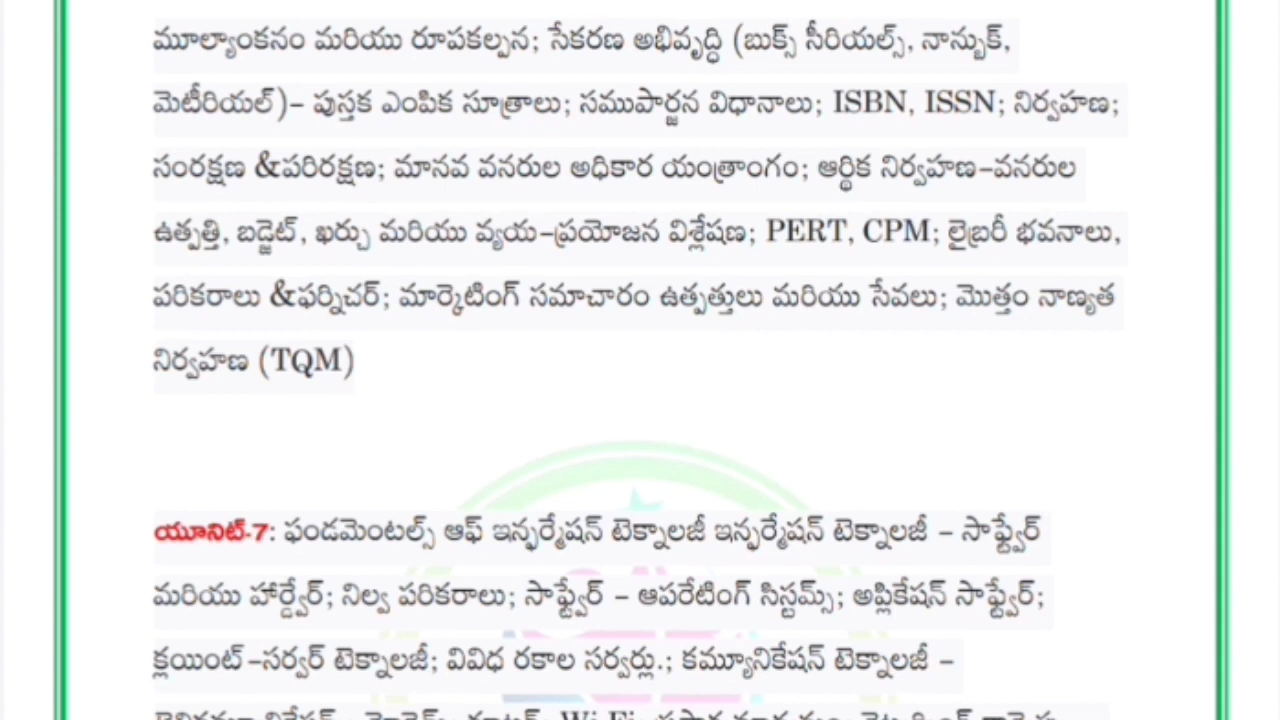 మూల్యాంకనం మరియు రూపకల్పన; సేకరణ అభివృద్ధి (బుక్స్ సీరియల్స్, నాన్బుక్,
మెటీరియల్)– పుస్తక ఎంపిక సూత్రాలు; సముపార్జన విధానాలు; ISBN, ISSN; నిర్వహణ;
సంరక్షణ &పరిరక్షణ; మానవ వనరుల అధికార యంత్రాంగం; ఆర్థిక నిర్వహణ–వనరుల
ఉత్పత్తి, బడ్జెట్, ఖర్చు మరియు వ్యయ–ప్రయోజన విశ్లేషణ; PERT, CPM; లైబ్రరీ భవనాలు,
పరికరాలు &ఫర్నిచర్; మార్కెటింగ్ సమాచారం ఉత్పత్తులు మరియు సేవలు; మొత్తం నాణ్యత
నిర్వహణ (TQM)
యూనిట్-7: ఫండమెంటల్స్ ఆఫ్ ఇన్ఫర్మేషన్ టెక్నాలజీ ఇన్ఫర్మేషన్ టెక్నాలజీ – సాఫ్ట్వేర్
మరియు హార్డ్వేర్; నిల్వ పరికరాలు; సాఫ్ట్వేర్ – ఆపరేటింగ్ సిస్టమ్స్; అప్లికేషన్ సాఫ్ట్వేర్;
క్లయింట్–సర్వర్ టెక్నాలజీ; వివిధ రకాల సర్వర్లు.; కమ్యూనికేషన్ టెక్నాలజీ –
Wi-Fi;